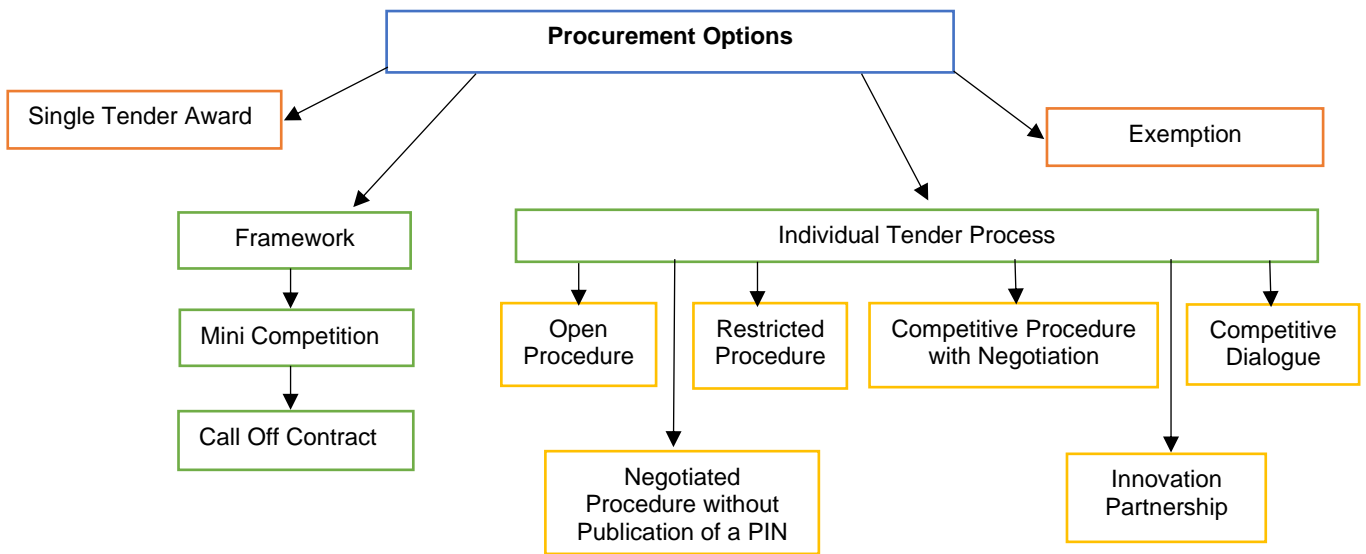 Procurement Options
Single Tender Award
Exemption
Framework
Individual Tender Process
Mini Competition
Call Off Contract
Open
Procedure
Restricted
Procedure
Competitive Procedure
with Negotiation
Competitive
Dialogue
Negotiated
Procedure without
Publication of a PIN
Innovation
Partnership